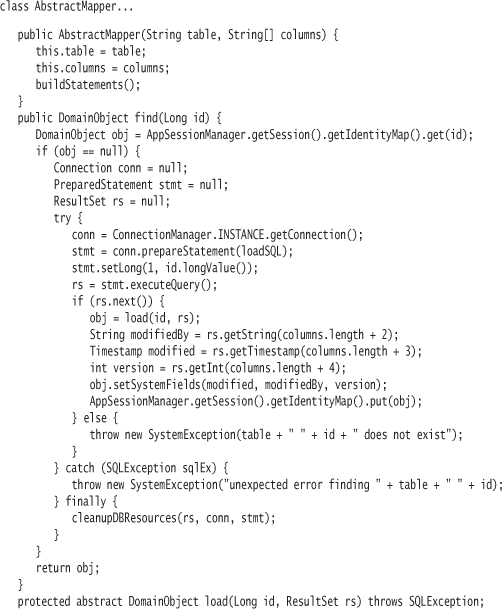 class AbstractMapper...
public AbstractMapper(String table, String[] columns) {
this.table = table;
this.columns = columns;
buildStatements();
}
public DomainObject find(Long id) {
DomainObject obj = AppSessionManager.getSession().getIdentityMap().get(id);
if (obj == null) {
Connection conn = null;
PreparedStatement stmt = null;
ResultSet rs = null;
try {
conn = ConnectionManager.INSTANCE.getConnection();
stmt = conn.prepareStatement(loadSQL);
stmt.setLong(1, id.longValue());
rs = stmt.executeQuery();
if (rs.next()) {
obj = load(id, rs);
String modifiedBy = rs.getString(columns.length + 2);
Timestamp modified = rs.getTimestamp(columns.length + 3);
int version = rs.getInt(columns.length + 4);
obj.setSystemFields(modified, modifiedBy, version);
AppSessionManager.getSession().getIdentityMap().put(obj);
} else {
throw new SystemException(table + " " + id + " does not exist");
}
} catch (SQLException sqlEx) {
throw new SystemException("unexpected error finding " + table + " " + id);
} finally {
cleanupDBResources(rs, conn, stmt);
}
}
return obj;
}
protected abstract DomainObject load(Long id, ResultSet rs) throws SQLException;